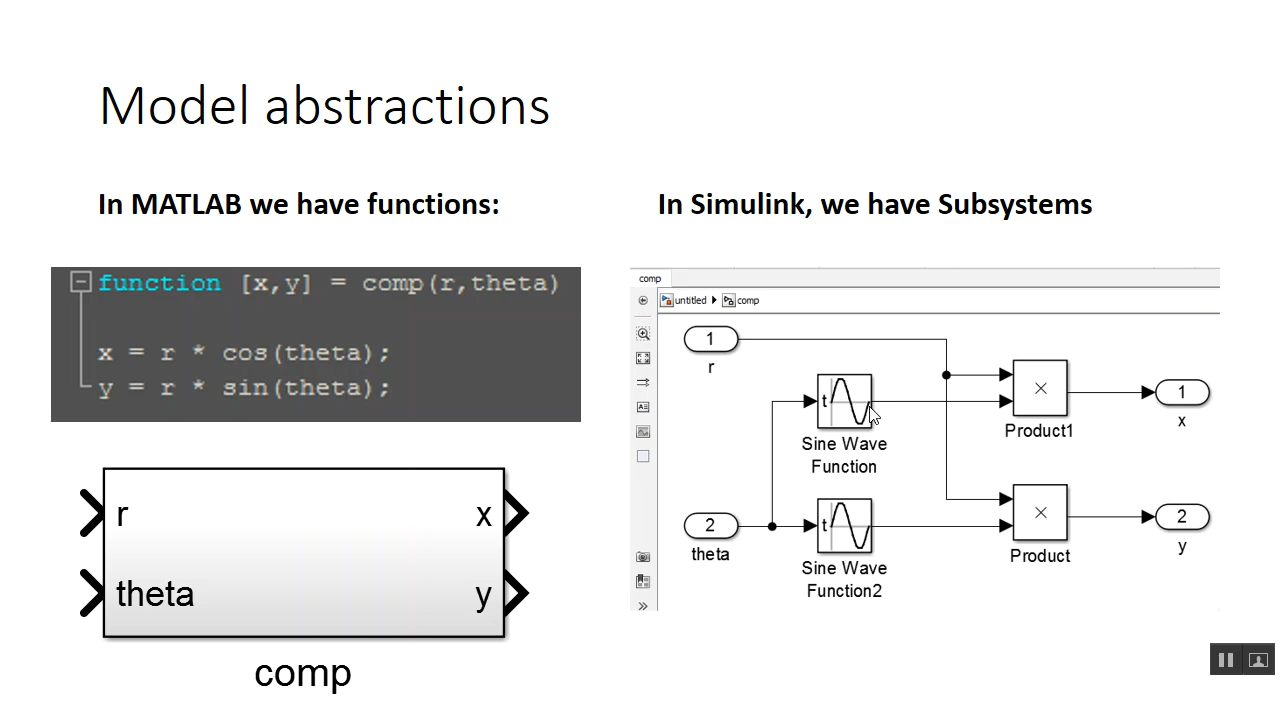 Model abstractions
In MATLAB we have functions:
In Simulink, we have Subsystems
function [x,y] = comp(r,theta)
x = r * cos(theta);
y = r * sin(theta);
r
x
theta
y
comp
comp
untitled comp
1
r
t
Sine Wave
Function
×
Product1
1
x
2
theta
t
Sine Wave
Function2
×
Product
2
y